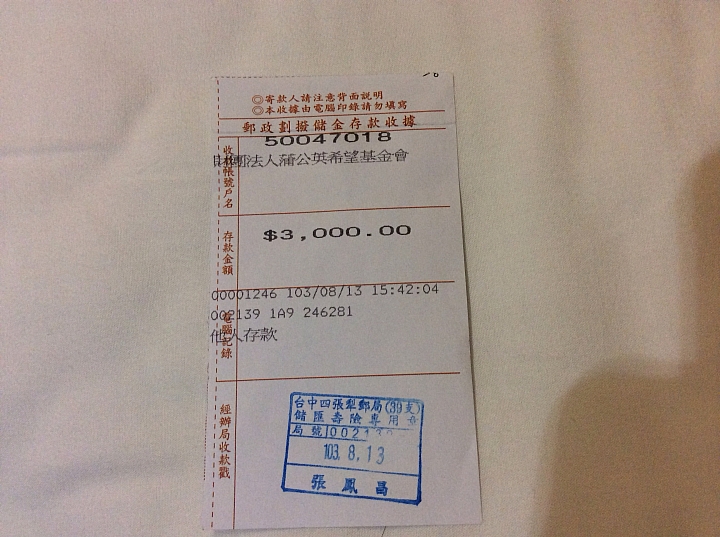 ◎寄款人請注意背面說明
◎本收據由電腦印錄請勿填寫
郵政劃撥儲金存款收據
收款帳號戶名
50047018
財團法人蒲公英希望基金會
存款金額
$3,000.00
電腦紀錄
00001246 103/08/13 15:42:04
002139 1A9 246281
他人存款
經辦局收款戳
台中四張犁郵局(39支)
儲匯壽險專用章
局號
103.8.13
張鳳昌